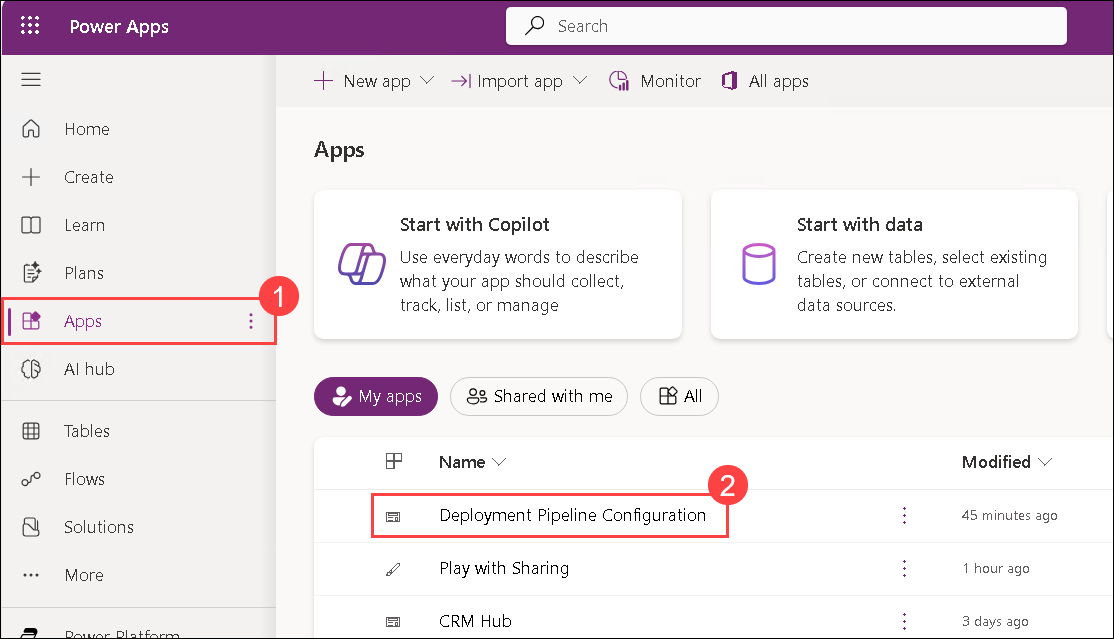 Power Apps
Search
New app
Import app
Monitor
All apps
Home
Create
Learn
Plans
Apps
1
AI hub
Tables
Flows
Solutions
More
Power Platform
Apps
Start with Copilot
Use everyday words to describe
what your app should collect,
track, list, or manage
Start with data
Create new tables, select existing
tables, or connect to external
data sources.
My apps
Shared with me
All
Name
Modified
2
Deployment Pipeline Configuration
45 minutes ago
Play with Sharing
1 hour ago
CRM Hub
3 days ago